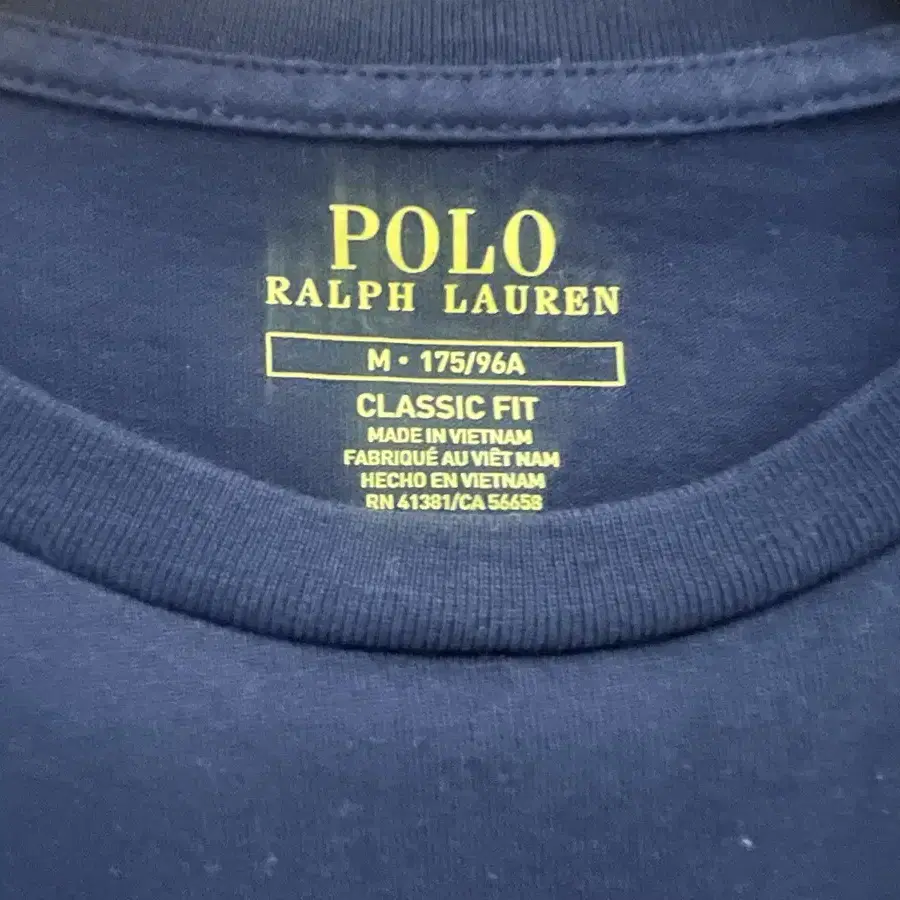 POLO
RALPH LAUREN
M • 175/96A
CLASSIC FIT
MADE IN VIETNAM
FABRIQUÉ AU VIÊT NAM
HECHO EN VIETNAM
RN 41381/CA 56658